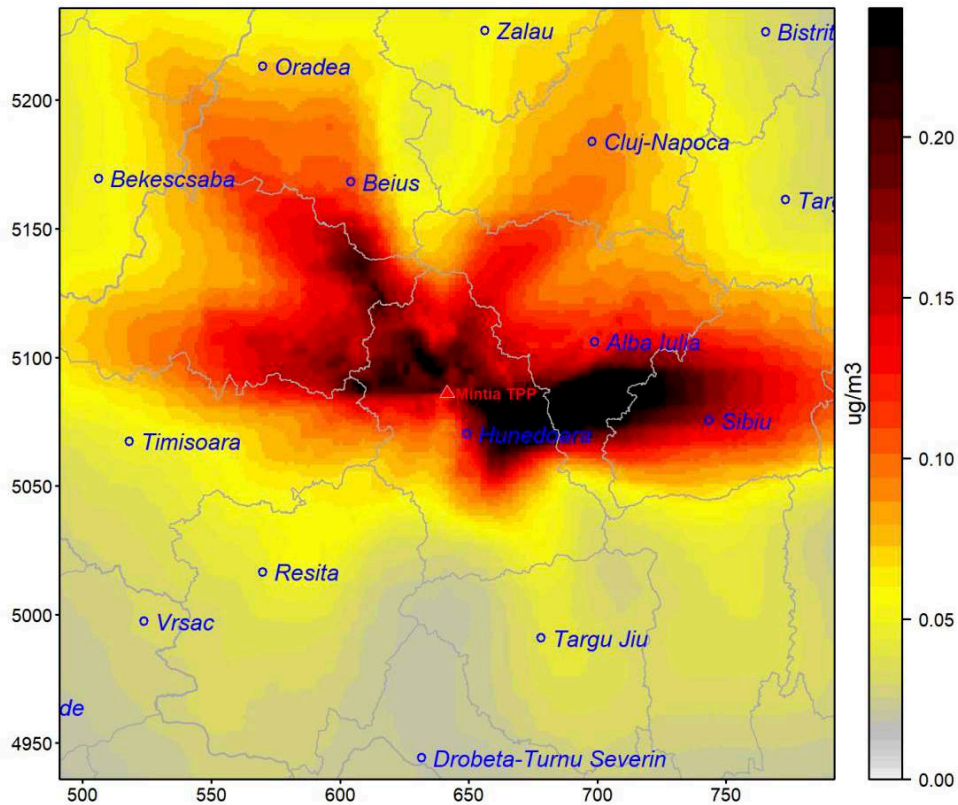 Zalau
Bistrit
Oradea
5200
0.20
Cluj-Napoca
Bekescsaba
Beius
Targ
5150
0.15
Alba Iulia
5100
ug/m3
Mintia TPP
Sibiu
Hunedoara
Timisoara
0.10
5050
Resita
0.05
5000
Vrsac
Targu Jiu
de
4950
Drobeta-Turnu Severin
0.00
500 550 600 650 700 750